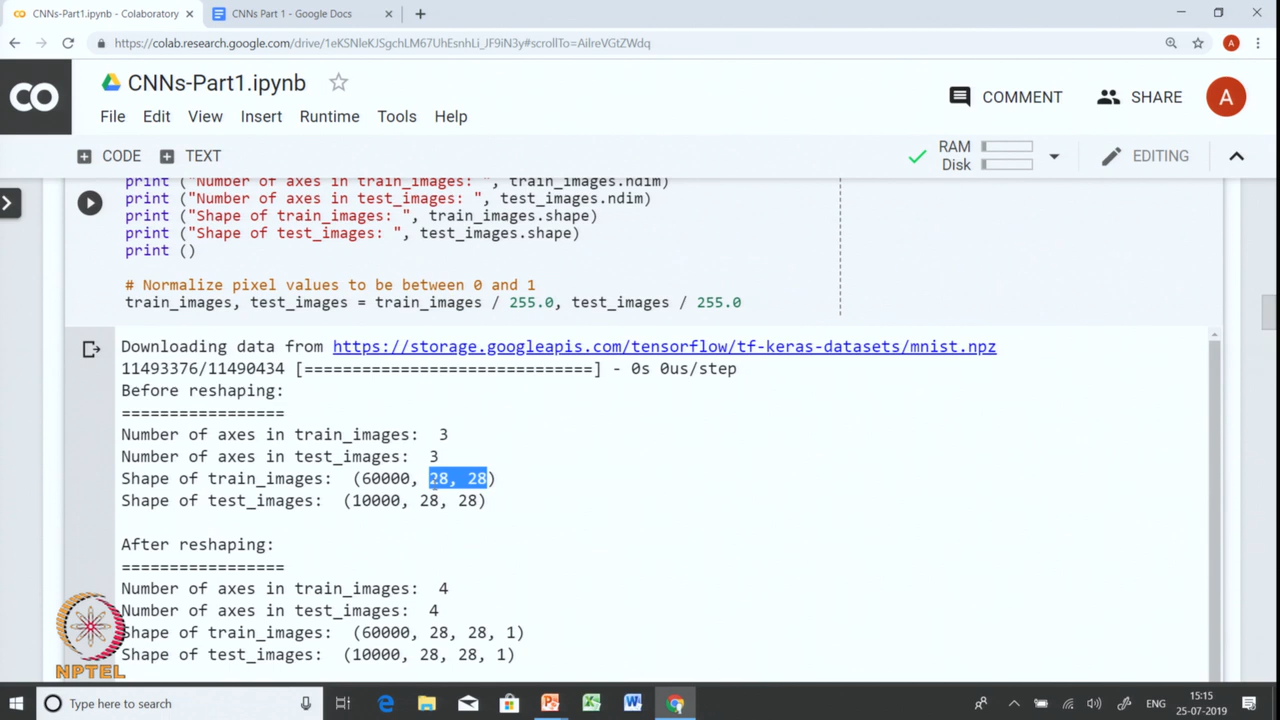 CNNs-Part1.ipynb - Colaboratory
CNNs Part 1 - Google Docs
https://colab.research.google.com/drive/1eKSNleKJSgchLM67UhEsnhLi_JF9iN3y#scrollTo=AilreVGtZWdq
A
CO
CNNs-Part1.ipynb
File Edit View Insert Runtime Tools Help
COMMENT
SHARE
A
CODE
TEXT
RAM
Disk
EDITING
print ("Number of axes in train_images: ", train_images.ndim)
print ("Number of axes in test_images: ", test_images.ndim)
print ("Shape of train_images: ", train_images.shape)
print ("Shape of test_images: ", test_images.shape)
print ()
# Normalize pixel values to be between 0 and 1
train_images, test_images = train_images / 255.0, test_images / 255.0
Downloading data from https://storage.googleapis.com/tensorflow/tf-keras-datasets/mnist.npz
11493376/11490434 [==============================] - 0s 0us/step
Before reshaping:
=================
Number of axes in train_images:  3
Number of axes in test_images:  3
Shape of train_images:  (60000, 28, 28)
Shape of test_images:  (10000, 28, 28)
After reshaping:
=================
Number of axes in train_images:  4
Number of axes in test_images:  4
Shape of train_images:  (60000, 28, 28, 1)
Shape of test_images:  (10000, 28, 28, 1)
NPTEL
Type here to search
ENG
15:15
25-07-2019